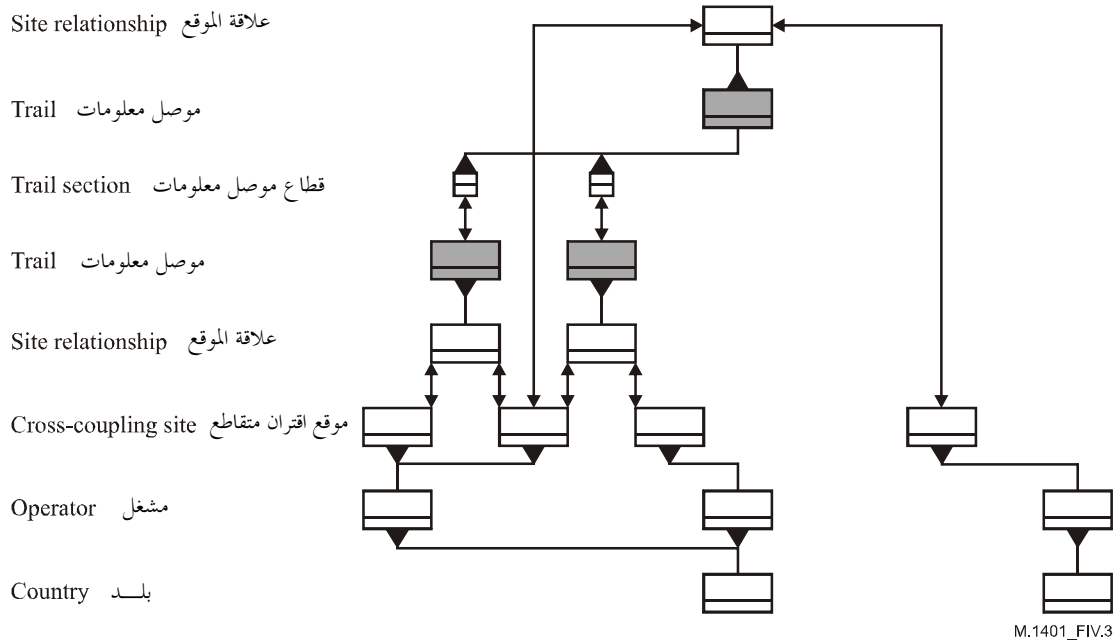 Site relationship علاقة الموقع
Trail موصل معلومات
Trail section قطاع موصل معلومات
Trail موصل معلومات
Site relationship علاقة الموقع
Cross-coupling site موقع اقتران متقاطع
Operator مشغل
Country بلــــد
M.1401_FIV.3